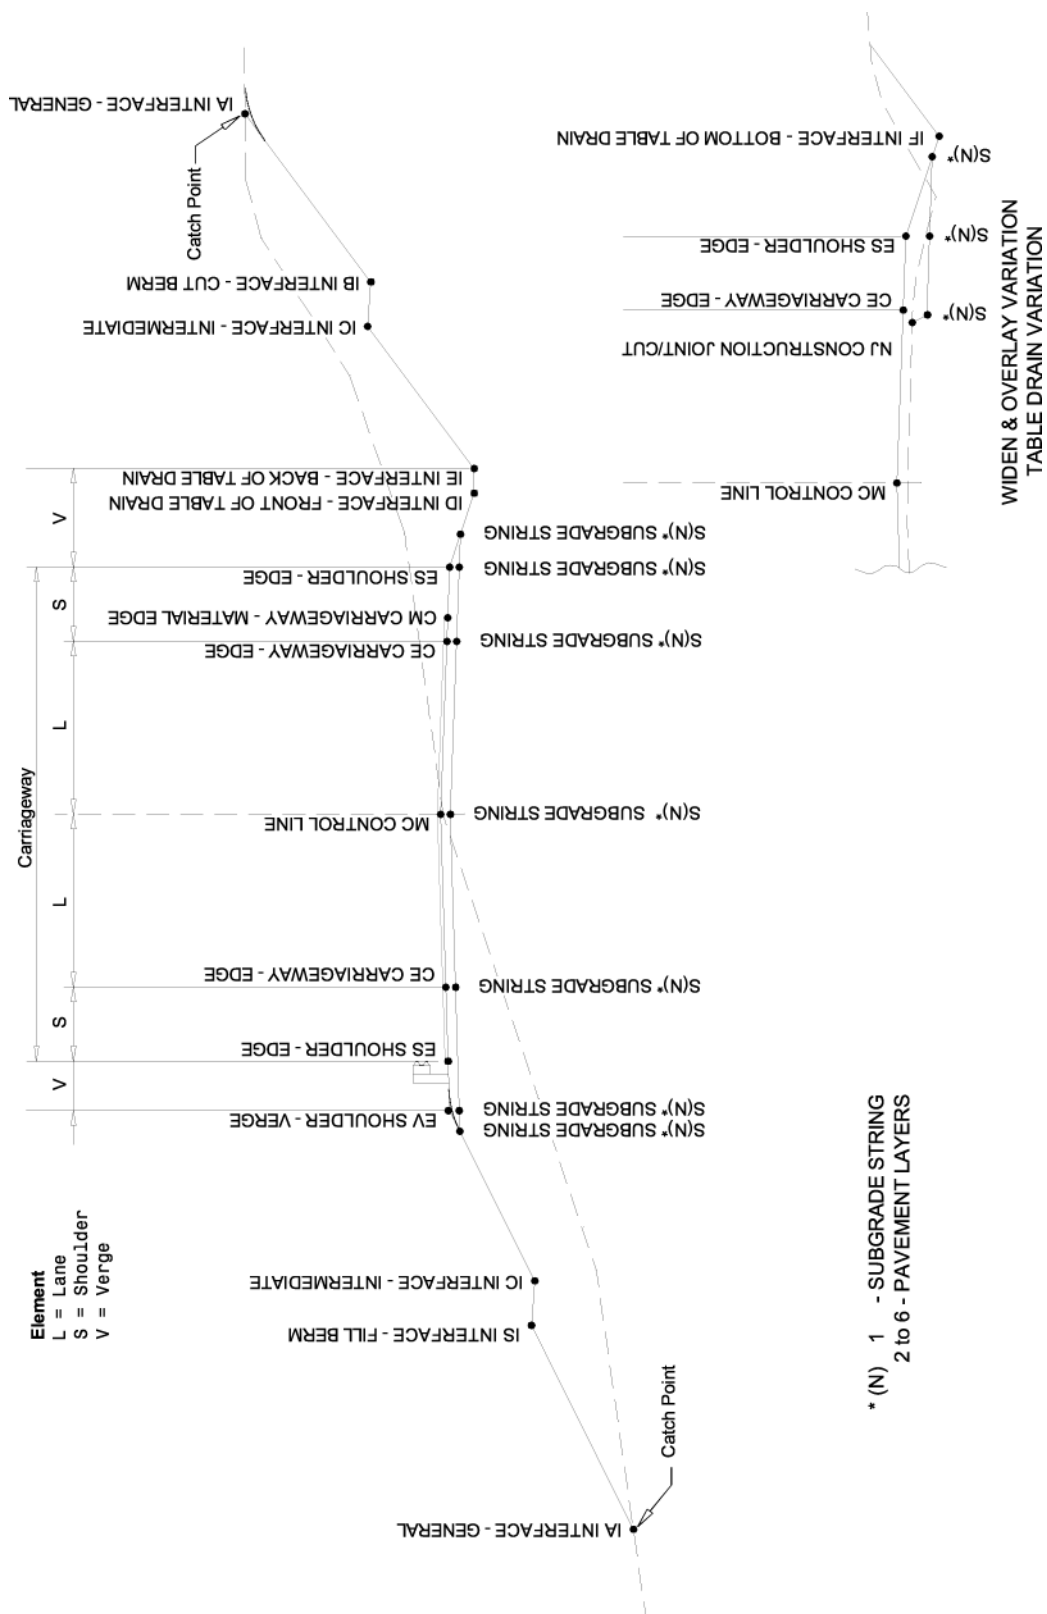 Element
L = Lane
S = Shoulder
V = Verge
Carriageway
V
S
L
L
S
V
IA INTERFACE - GENERAL
Catch Point
IS INTERFACE - FILL BERM
IC INTERFACE - INTERMEDIATE
EV SHOULDER - VERGE
ES SHOULDER - EDGE
CE CARRIAGEWAY - EDGE
MC CONTROL LINE
CE CARRIAGEWAY - EDGE
CM CARRIAGEWAY - MATERIAL EDGE
ES SHOULDER - EDGE
ID INTERFACE - FRONT OF TABLE DRAIN
IE INTERFACE - BACK OF TABLE DRAIN
IC INTERFACE - INTERMEDIATE
IB INTERFACE - CUT BERM
Catch Point
IA INTERFACE - GENERAL
S(N)* SUBGRADE STRING
S(N)* SUBGRADE STRING
S(N)* SUBGRADE STRING
S(N)* SUBGRADE STRING
S(N)* SUBGRADE STRING
S(N)* SUBGRADE STRING
S(N)* SUBGRADE STRING
* (N) 1 - SUBGRADE STRING
2 to 6 - PAVEMENT LAYERS
MC CONTROL LINE
NJ CONSTRUCTION JOINT/CUT
CE CARRIAGEWAY - EDGE
ES SHOULDER - EDGE
IF INTERFACE - BOTTOM OF TABLE DRAIN
S(N)*
S(N)*
S(N)*
WIDEN & OVERLAY VARIATION
TABLE DRAIN VARIATION